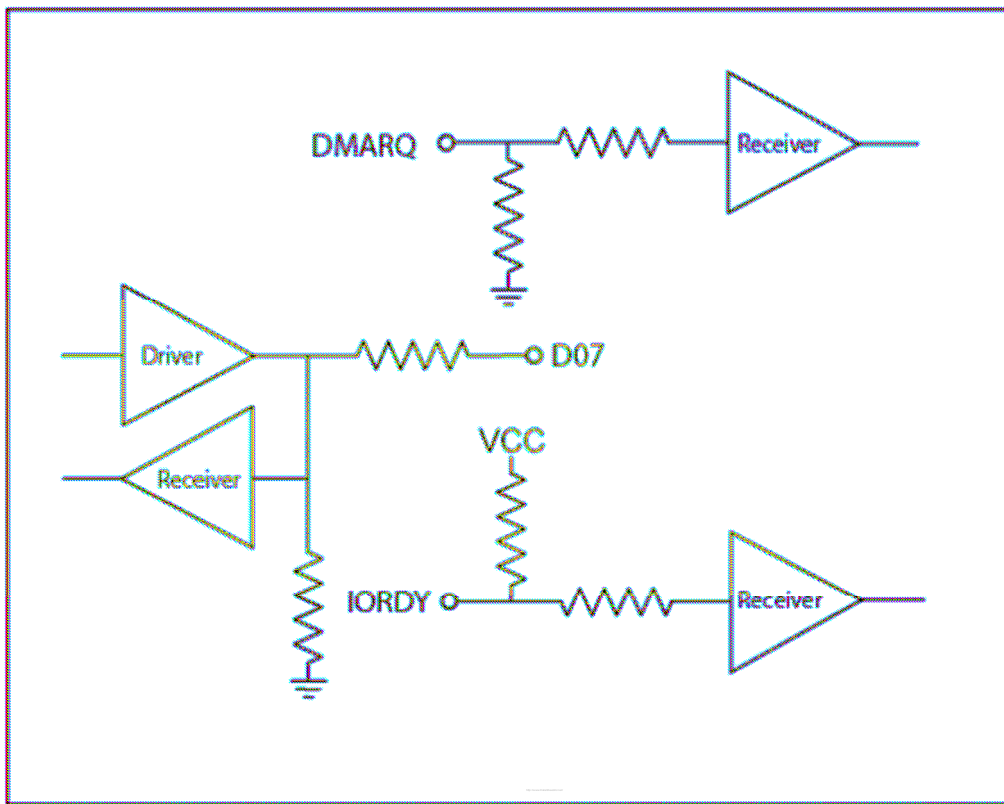 DMARQ
Receiver
Driver
D07
VCC
Receiver
IORDY
Receiver